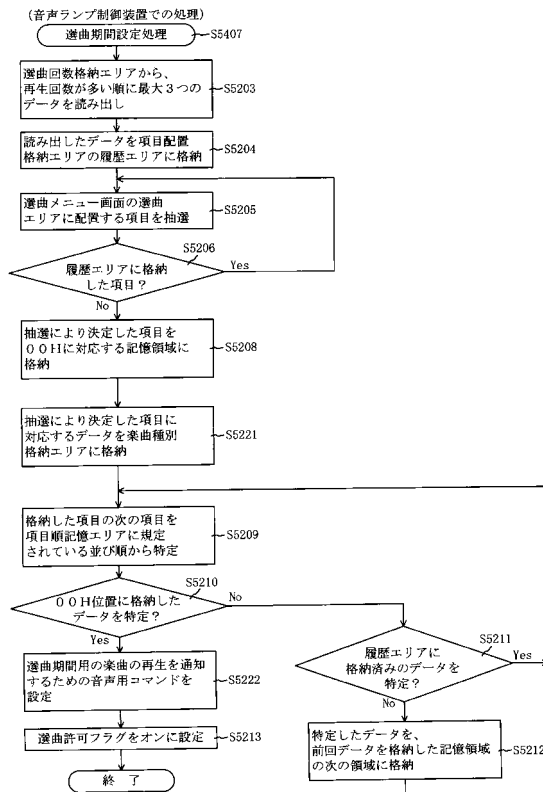 (音声ランプ制御装置での処理)
選曲期間設定処理
S5407
選曲回数格納エリアから、
再生回数が多い順に最大3つの
データを読み出し
S5203
読み出したデータを項目配置
格納エリアの履歴エリアに格納
S5204
選曲メニュー画面の選曲
エリアに配置する項目を抽選
S5205
S5206
履歴エリアに格納
した項目?
Yes
No
抽選により決定した項目を
00Hに対応する記憶領域に
格納
S5208
抽選により決定した項目に
対応するデータを楽曲種別
格納エリアに格納
S5221
格納した項目の次の項目を
項目順記憶エリアに規定
されている並び順から特定
S5209
S5210
00H位置に格納した
データを特定?
No
Yes
S5211
履歴エリアに
格納済みのデータを
特定?
Yes
No
選曲期間用の楽曲の再生を通知
するための音声用コマンドを
設定
S5222
選曲許可フラグをオンに設定
S5213
特定したデータを、
前回データを格納した記憶領域
の次の領域に格納
S5212
終了